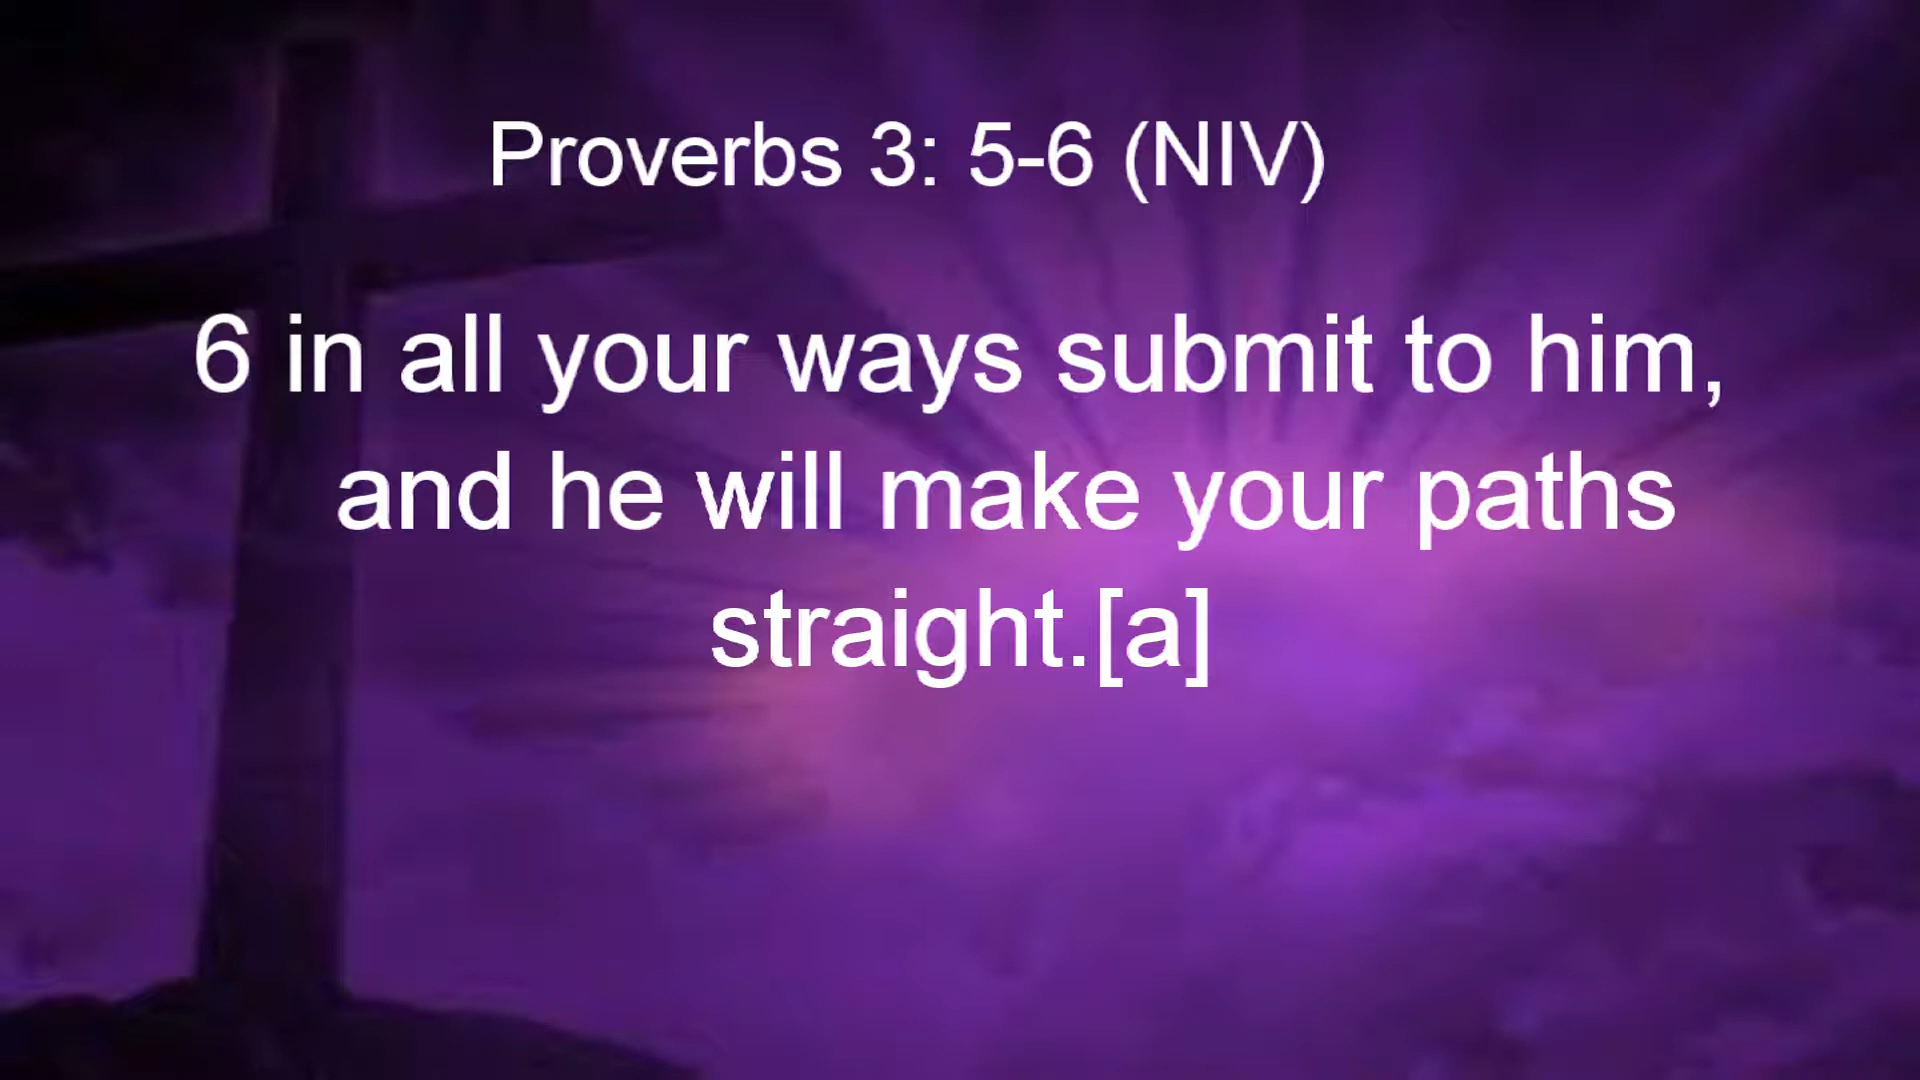 Proverbs 3: 5-6 (NIV)
6 in all your ways submit to him,
and he will make your paths
straight.[a]